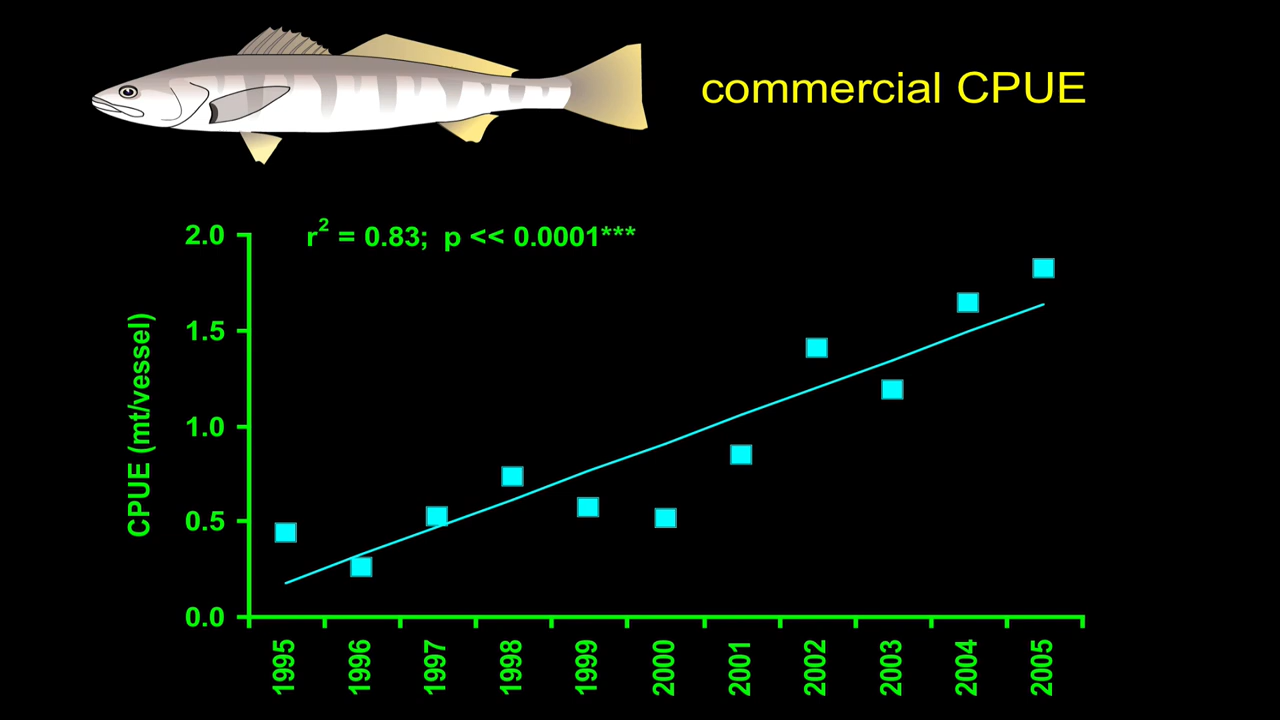 commercial CPUE
r² = 0.83; p << 0.0001***
CPUE (mt/vessel)
2.0
1.5
1.0
0.5
0.0
1995 1996 1997 1998 1999 2000 2001 2002 2003 2004 2005